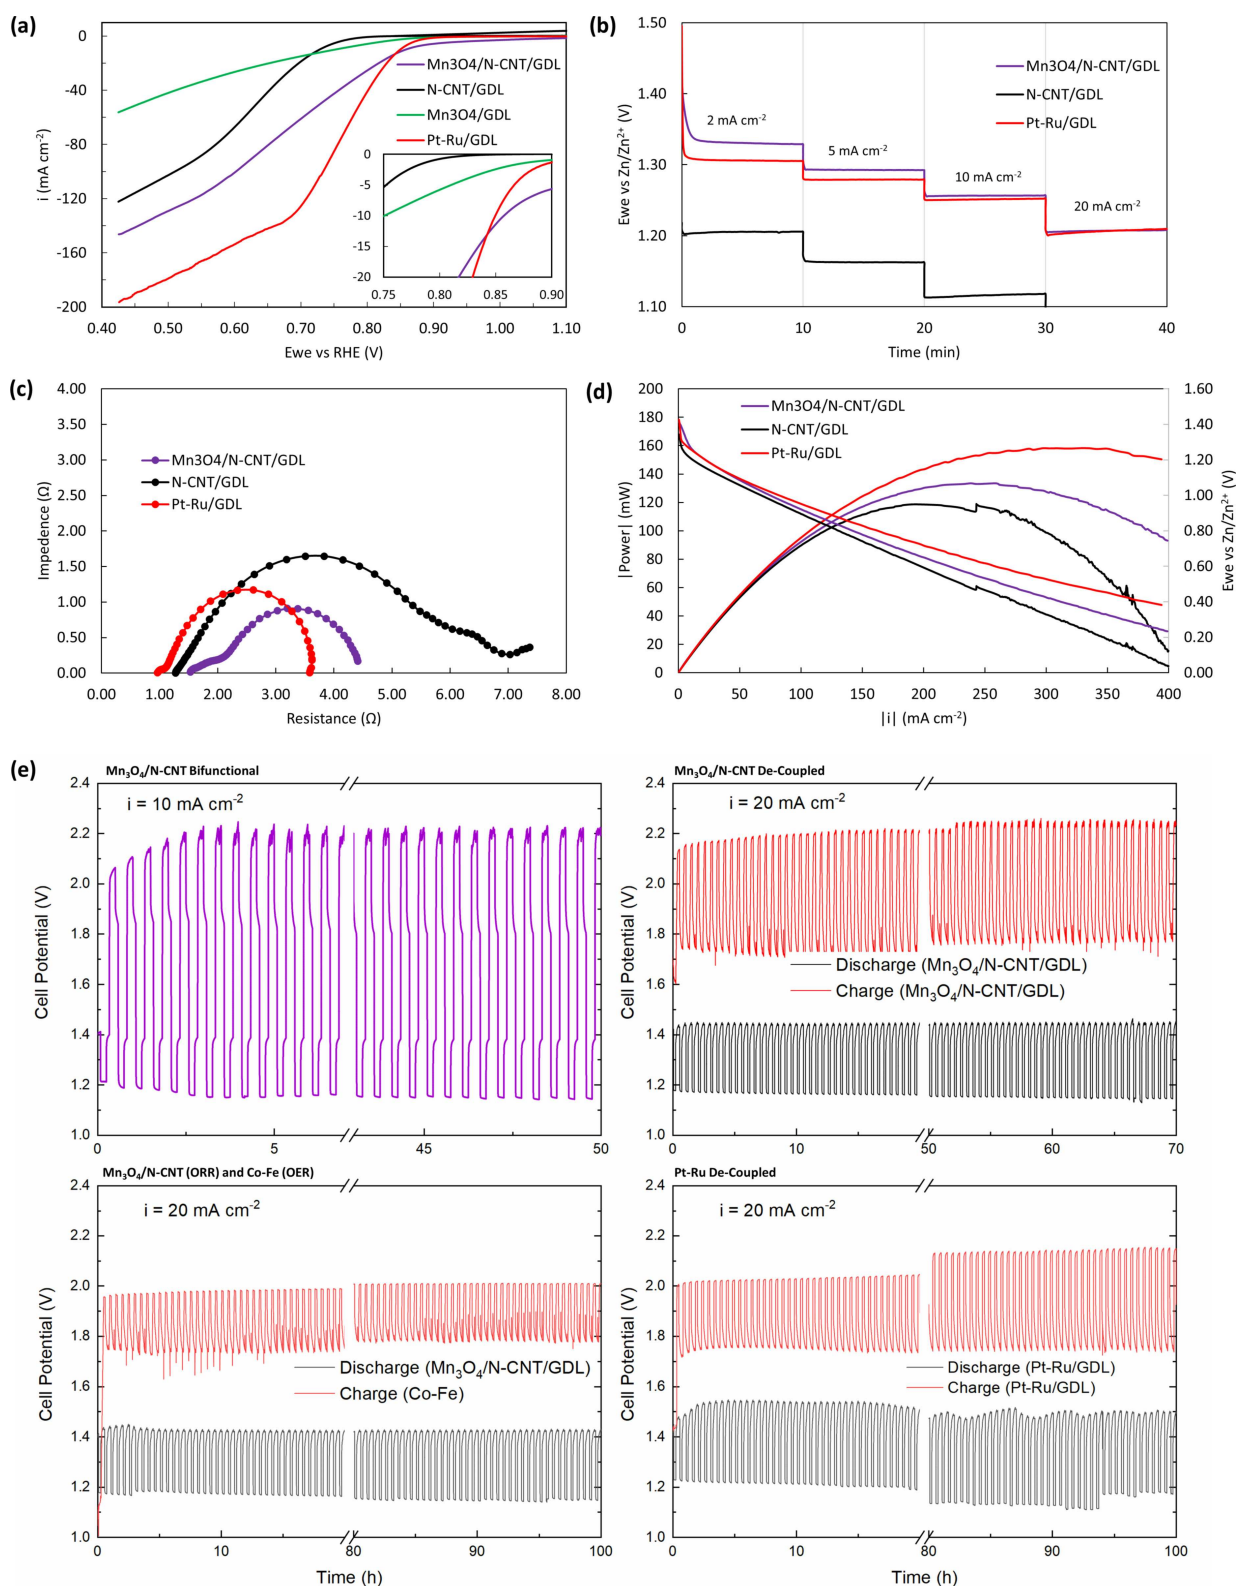 (a)
i (mA cm⁻²)
0
-40
-80
-120
-160
-200
0.40 0.50 0.60 0.70 0.80 0.90 1.00 1.10
Ewe vs RHE (V)
Mn3O4/N-CNT/GDL
N-CNT/GDL
Mn3O4/GDL
Pt-Ru/GDL
0
-5
-10
-15
-20
0.75 0.80 0.85 0.90
(b)
Ewe vs Zn/Zn²⁺ (V)
1.50
1.40
1.30
1.20
1.10
0 10 20 30 40
Time (min)
Mn3O4/N-CNT/GDL
N-CNT/GDL
Pt-Ru/GDL
2 mA cm⁻²
5 mA cm⁻²
10 mA cm⁻²
20 mA cm⁻²
(c)
Impedence (Ω)
4.00
3.50
3.00
2.50
2.00
1.50
1.00
0.50
0.00
0.00 1.00 2.00 3.00 4.00 5.00 6.00 7.00 8.00
Resistance (Ω)
Mn3O4/N-CNT/GDL
N-CNT/GDL
Pt-Ru/GDL
(d)
|Power| (mW)
200
180
160
140
120
100
80
60
40
20
0
0 50 100 150 200 250 300 350 400
|i| (mA cm⁻²)
Mn3O4/N-CNT/GDL
N-CNT/GDL
Pt-Ru/GDL
1.60
1.40
1.20
1.00
0.80
0.60
0.40
0.20
0.00
Ewe vs Zn/Zn²⁺ (V)
(e)
Mn₃O₄/N-CNT Bifunctional
i = 10 mA cm⁻²
Cell Potential (V)
2.4
2.2
2.0
1.8
1.6
1.4
1.2
1.0
0 5 45 50
Mn₃O₄/N-CNT De-Coupled
i = 20 mA cm⁻²
Cell Potential (V)
2.4
2.2
2.0
1.8
1.6
1.4
1.2
1.0
Discharge (Mn₃O₄/N-CNT/GDL)
Charge (Mn₃O₄/N-CNT/GDL)
0 10 50 60 70
Mn₃O₄/N-CNT (ORR) and Co-Fe (OER)
i = 20 mA cm⁻²
Cell Potential (V)
2.4
2.2
2.0
1.8
1.6
1.4
1.2
1.0
Discharge (Mn₃O₄/N-CNT/GDL)
Charge (Co-Fe)
0 10 80 90 100
Time (h)
Pt-Ru De-Coupled
i = 20 mA cm⁻²
Cell Potential (V)
2.4
2.2
2.0
1.8
1.6
1.4
1.2
1.0
Discharge (Pt-Ru/GDL)
Charge (Pt-Ru/GDL)
0 10 80 90 100
Time (h)